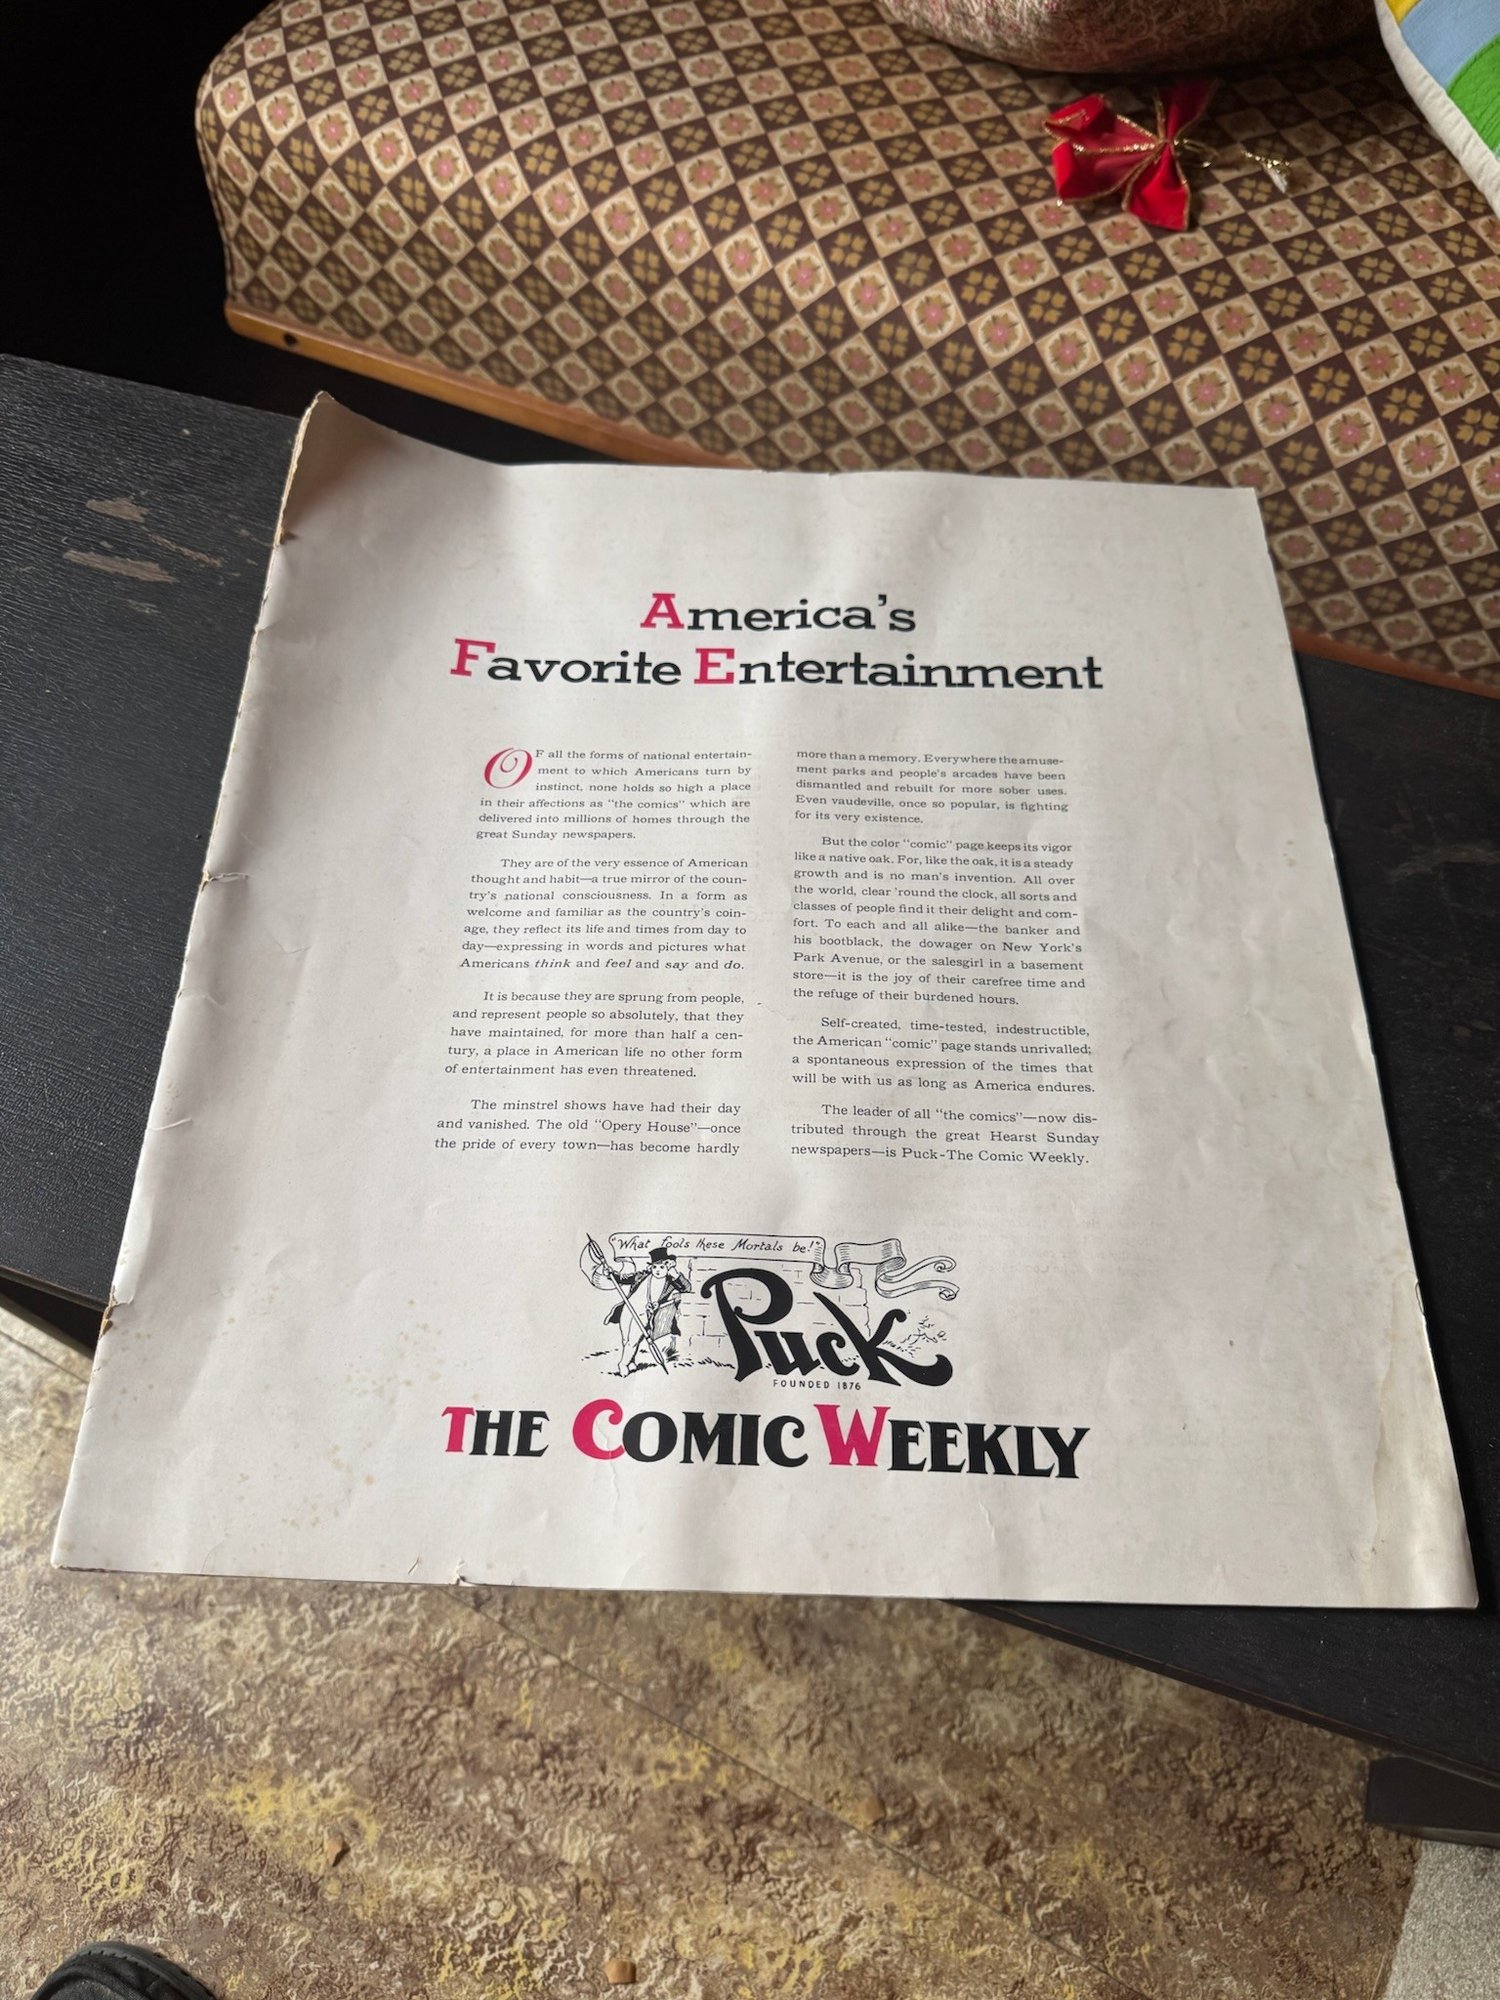 America's
Favorite Entertainment
OF all the forms of national entertain-
ment to which Americans turn by
instinct, none holds so high a place
in their affections as "the comics" which are
delivered into millions of homes through the
great Sunday newspapers.
They are of the very essence of American
thought and habit—a true mirror of the coun-
try's national consciousness. In a form as
welcome and familiar as the country's coin-
age, they reflect its life and times from day to
day—expressing in words and pictures what
Americans think and feel and say and do.
It is because they are sprung from people,
and represent people so absolutely, that they
have maintained, for more than half a cen-
tury, a place in American life no other form
of entertainment has even threatened.
The minstrel shows have had their day
and vanished. The old "Opery House"—once
the pride of every town—has become hardly
more than a memory. Everywhere the amuse-
ment parks and people's arcades have been
dismantled and rebuilt for more sober uses.
Even vaudeville, once so popular, is fighting
for its very existence.
But the color "comic" page keeps its vigor
like a native oak. For, like the oak, it is a steady
growth and is no man's invention. All over
the world, clear 'round the clock, all sorts and
classes of people find it their delight and com-
fort. To each and all alike—the banker and
his bootblack, the dowager on New York's
Park Avenue, or the salesgirl in a basement
store—it is the joy of their carefree time and
the refuge of their burdened hours.
Self-created, time-tested, indestructible,
the American "comic" page stands unrivalled;
a spontaneous expression of the times that
will be with us as long as America endures.
The leader of all "the comics"—now dis-
tributed through the great Hearst Sunday
newspapers—is Puck-The Comic Weekly.
"What fools these Mortals be!"
Puck
FOUNDED 1876
THE COMIC WEEKLY